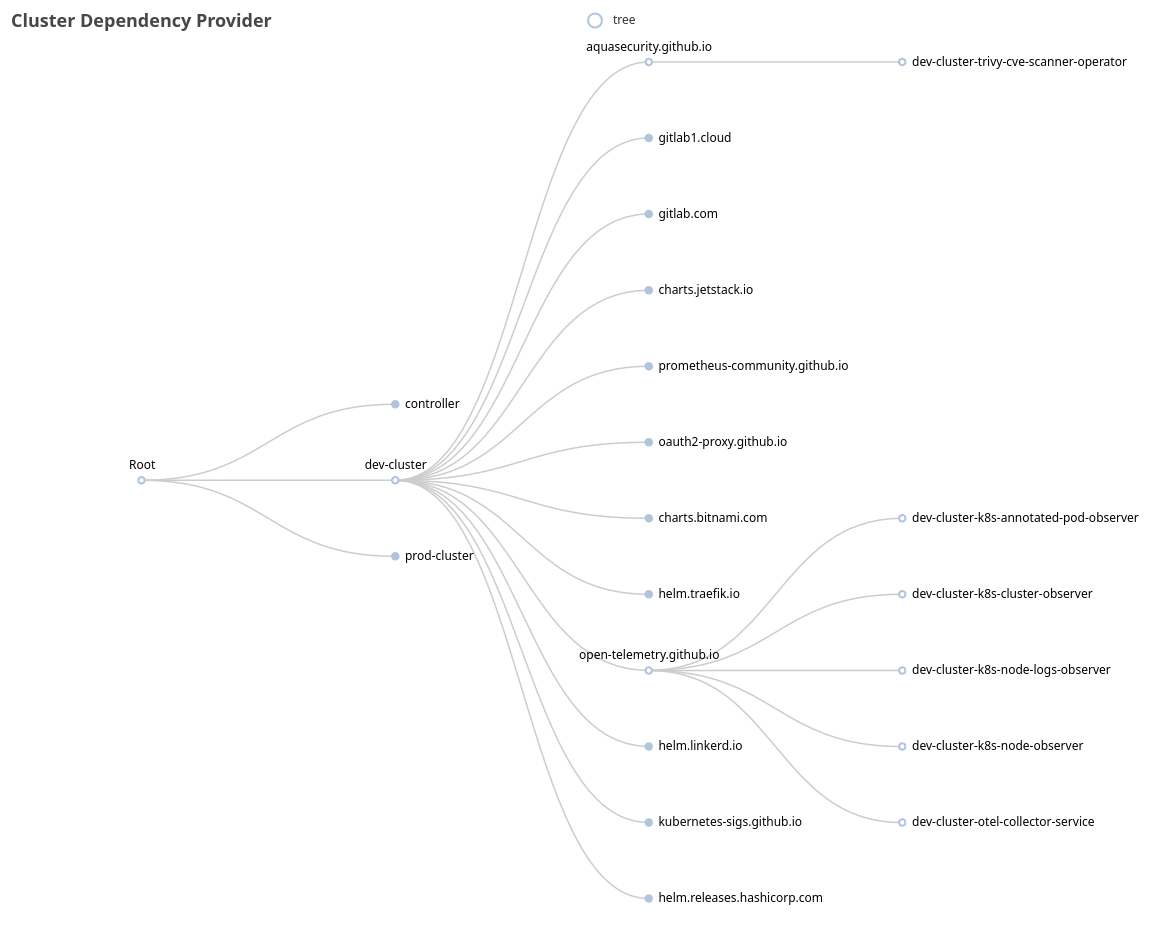 Cluster Dependency Provider
tree
aquasecurity.github.io
dev-cluster-trivy-cve-scanner-operator
gitlab1.cloud
gitlab.com
charts.jetstack.io
prometheus-community.github.io
controller
oauth2-proxy.github.io
Root
dev-cluster
charts.bitnami.com
dev-cluster-k8s-annotated-pod-observer
prod-cluster
helm.traefik.io
dev-cluster-k8s-cluster-observer
open-telemetry.github.io
dev-cluster-k8s-node-logs-observer
helm.linkerd.io
dev-cluster-k8s-node-observer
kubernetes-sigs.github.io
dev-cluster-otel-collector-service
helm.releases.hashicorp.com